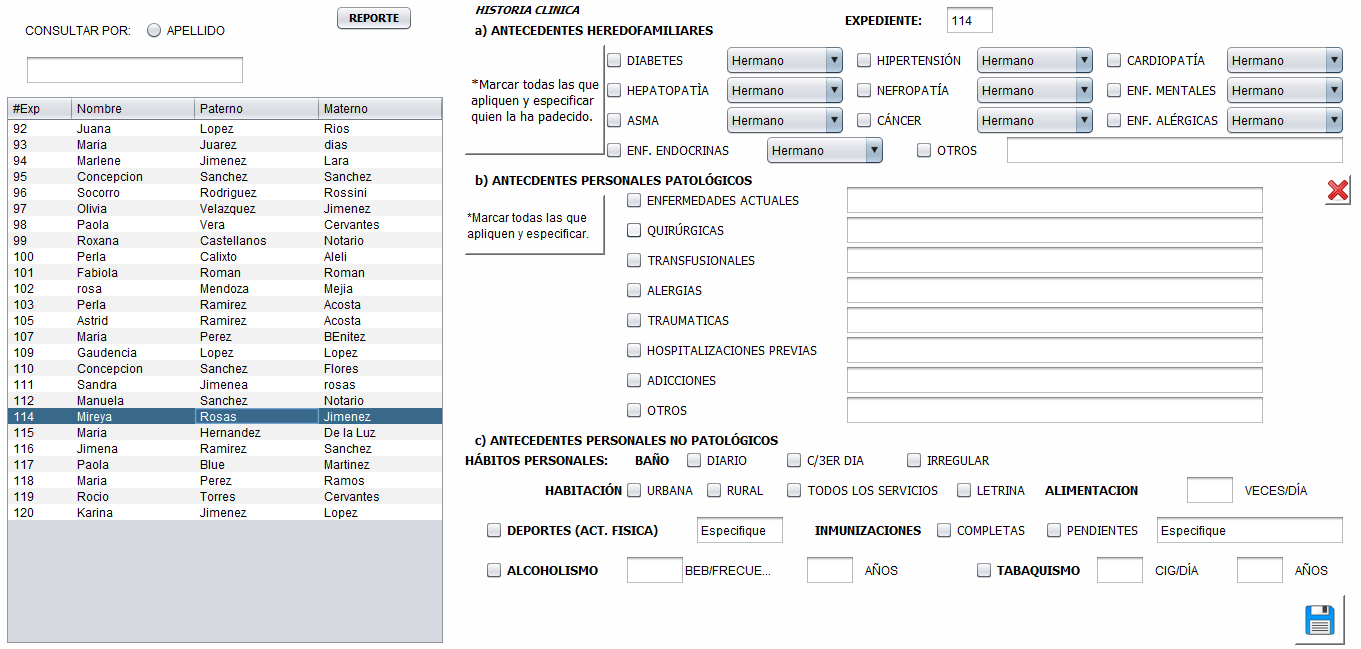 CONSULTAR POR: APELLIDO REPORTE
#Exp Nombre Paterno Materno
92 Juana Lopez Rios
93 Maria Juarez dias
94 Marlene Jimenez Lara
95 Concepcion Sanchez Sanchez
96 Socorro Rodriguez Rossini
97 Olivia Velazquez Jimenez
98 Paola Vera Cervantes
99 Roxana Castellanos Notario
100 Perla Calixto Aleli
101 Fabiola Roman Roman
102 rosa Mendoza Mejia
103 Perla Ramirez Acosta
105 Astrid Ramirez Acosta
107 Maria Perez BEnitez
109 Gaudencia Lopez Lopez
110 Concepcion Sanchez Flores
111 Sandra Jimenea rosas
112 Manuela Sanchez Notario
114 Mireya Rosas Jimenez
115 Maria Hernandez De la Luz
116 Jimena Ramirez Sanchez
117 Paola Blue Martinez
118 Maria Perez Ramos
119 Rocio Torres Cervantes
120 Karina Jimenez Lopez
HISTORIA CLINICA
EXPEDIENTE: 114
a) ANTECEDENTES HEREDOFAMILIARES
*Marcar todas las que
apliquen y especificar
quien la ha padecido.
DIABETES Hermano HIPERTENSIÓN Hermano CARDIOPATÍA Hermano
HEPATOPATÌA Hermano NEFROPATÍA Hermano ENF. MENTALES Hermano
ASMA Hermano CÁNCER Hermano ENF. ALÉRGICAS Hermano
ENF. ENDOCRINAS Hermano OTROS
b) ANTECDENTES PERSONALES PATOLÓGICOS
*Marcar todas las que
apliquen y especificar.
ENFERMEDADES ACTUALES
QUIRÚRGICAS
TRANSFUSIONALES
ALERGIAS
TRAUMATICAS
HOSPITALIZACIONES PREVIAS
ADICCIONES
OTROS
c) ANTECEDENTES PERSONALES NO PATOLÓGICOS
HÁBITOS PERSONALES: BAÑO DIARIO C/3ER DIA IRREGULAR
HABITACIÓN URBANA RURAL TODOS LOS SERVICIOS LETRINA ALIMENTACION VECES/DÍA
DEPORTES (ACT. FISICA) Especifique INMUNIZACIONES COMPLETAS PENDIENTES Especifique
ALCOHOLISMO BEB/FRECUE... AÑOS TABAQUISMO CIG/DÍA AÑOS